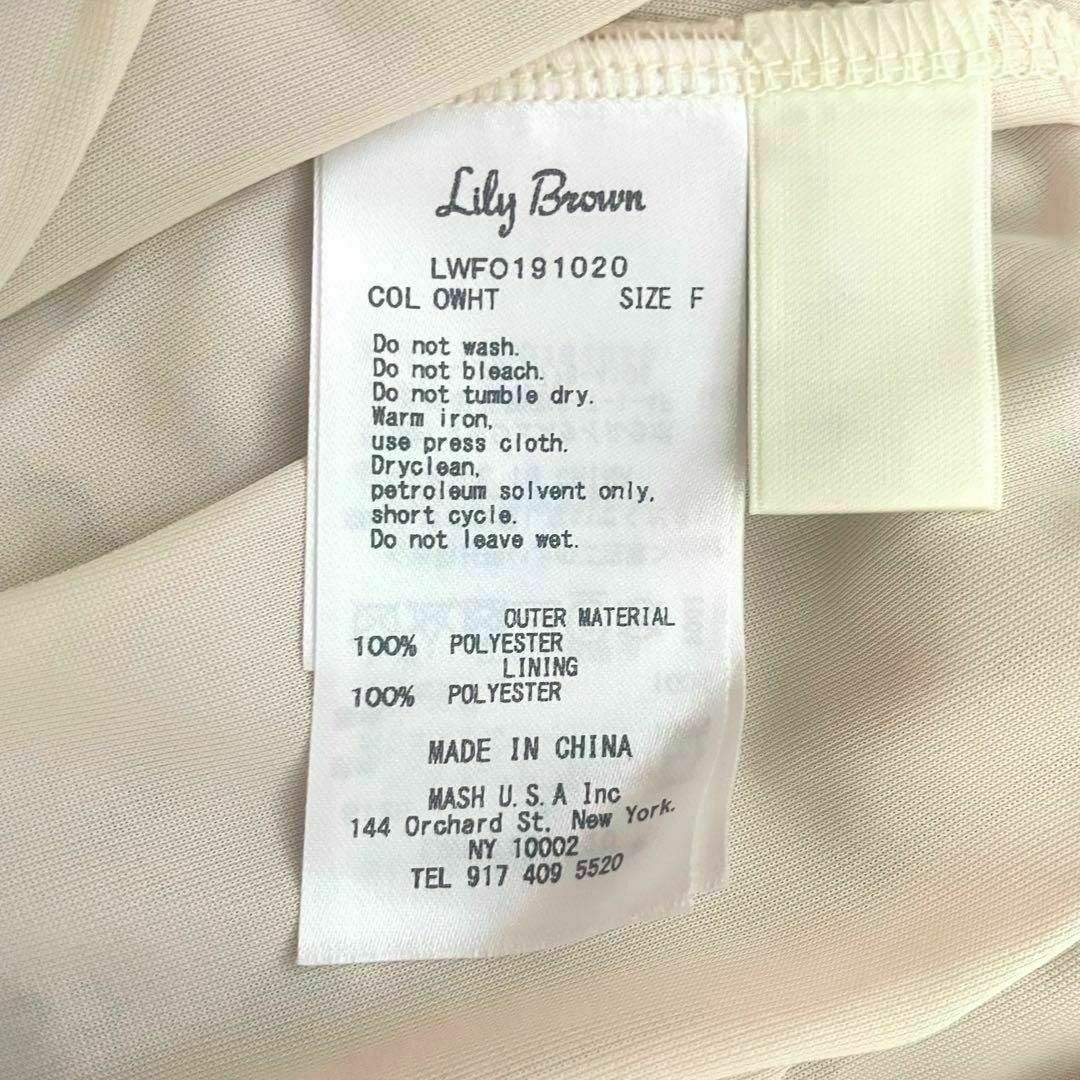 Lily Brown
LWFO191020
COL OWHT SIZE F
Do not wash.
Do not bleach.
Do not tumble dry.
Warm iron,
use press cloth.
Dryclean,
petroleum solvent only,
short cycle.
Do not leave wet.
OUTER MATERIAL
100% POLYESTER
LINING
100% POLYESTER
MADE IN CHINA
MASH U.S.A Inc
144 Orchard St. New York.
NY 10002
TEL 917 409 5520